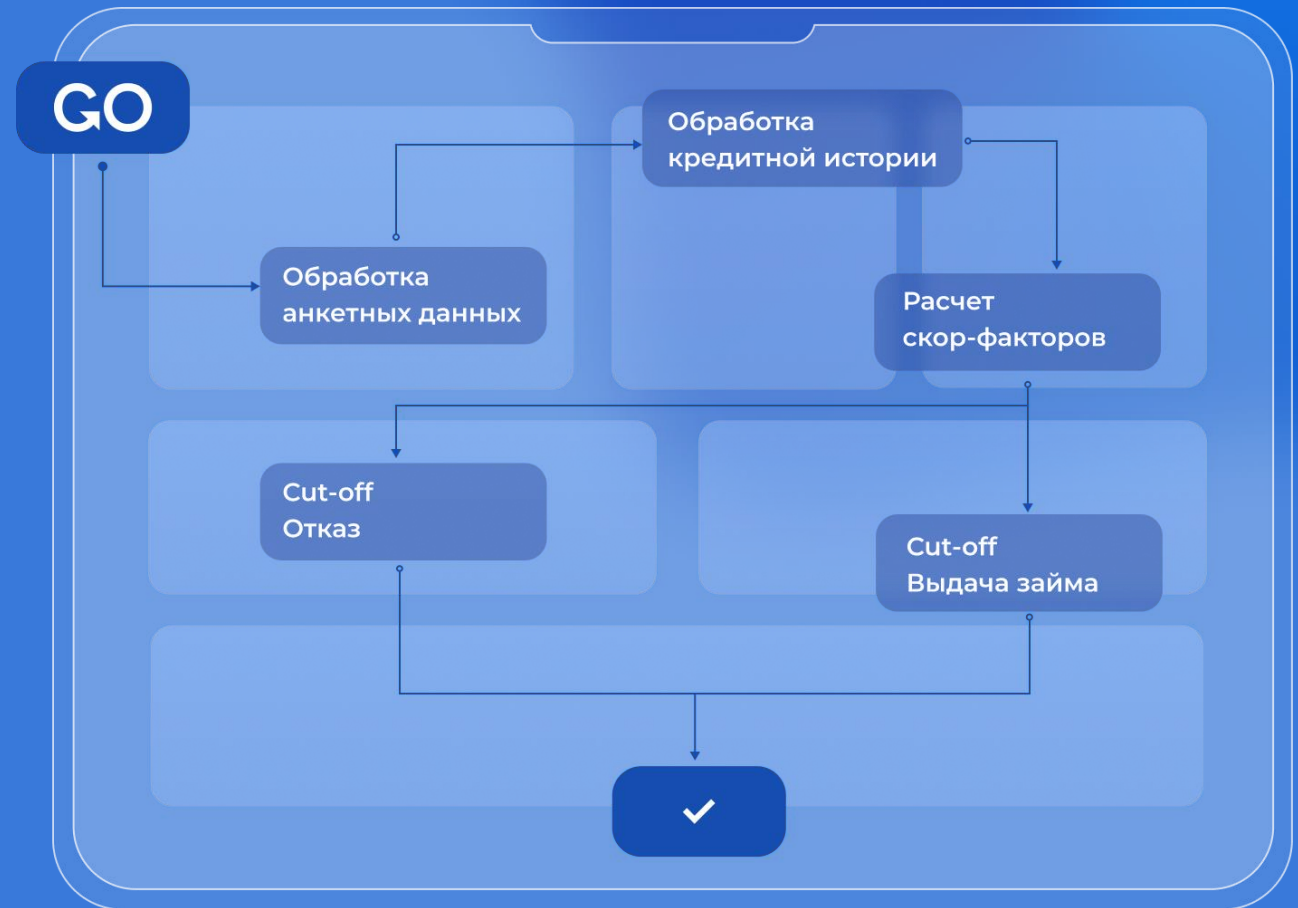 GO
Обработка
кредитной истории
Обработка
анкетных данных
Расчет
скор-факторов
Cut-off
Отказ
Cut-off
Выдача займа